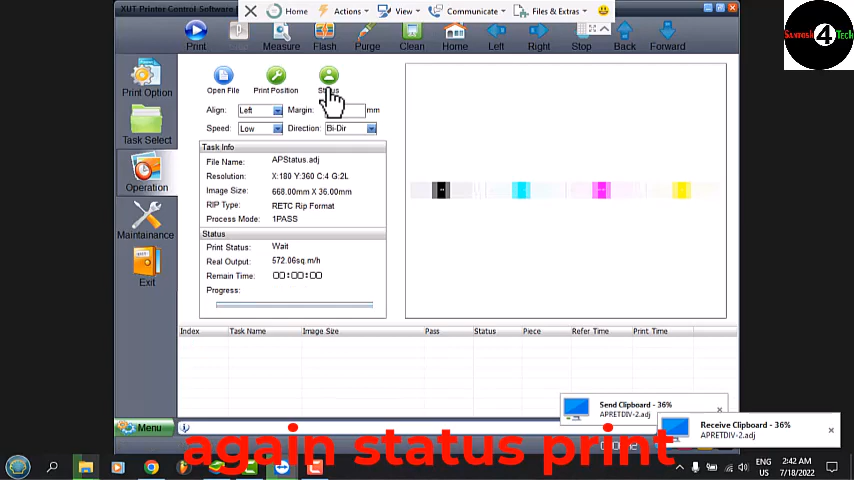 XUT Printer Control Software
Home Actions View Communicate Files & Extras
Santosh 4 Tech
Print Measure Flash Purge Clean Home Left Right Stop Back Forward
Print Option
Task Select
Operation
Maintainance
Exit
Open File Print Position
Align: Left Margin: mm
Speed: Low Direction: Bi-Dir
Task Info
File Name: APStatus.adj
Resolution: X:180 Y:360 C:4 G:2L
Image Size: 668.00mm X 36.00mm
RIP Type: RETC Rip Format
Process Mode: 1PASS
Status
Print Status: Wait
Real Output: 572.06sq.m/h
Remain Time: 00:00:00
Progress:
Index Task Name Image Size Pass Status Piece Refer Time Print Time
Send Clipboard - 36%
APRETDIV-2.adj
Receive Clipboard - 36%
APRETDIV-2.adj
Menu
again status print
ENG 2:42 AM
US 7/18/2022